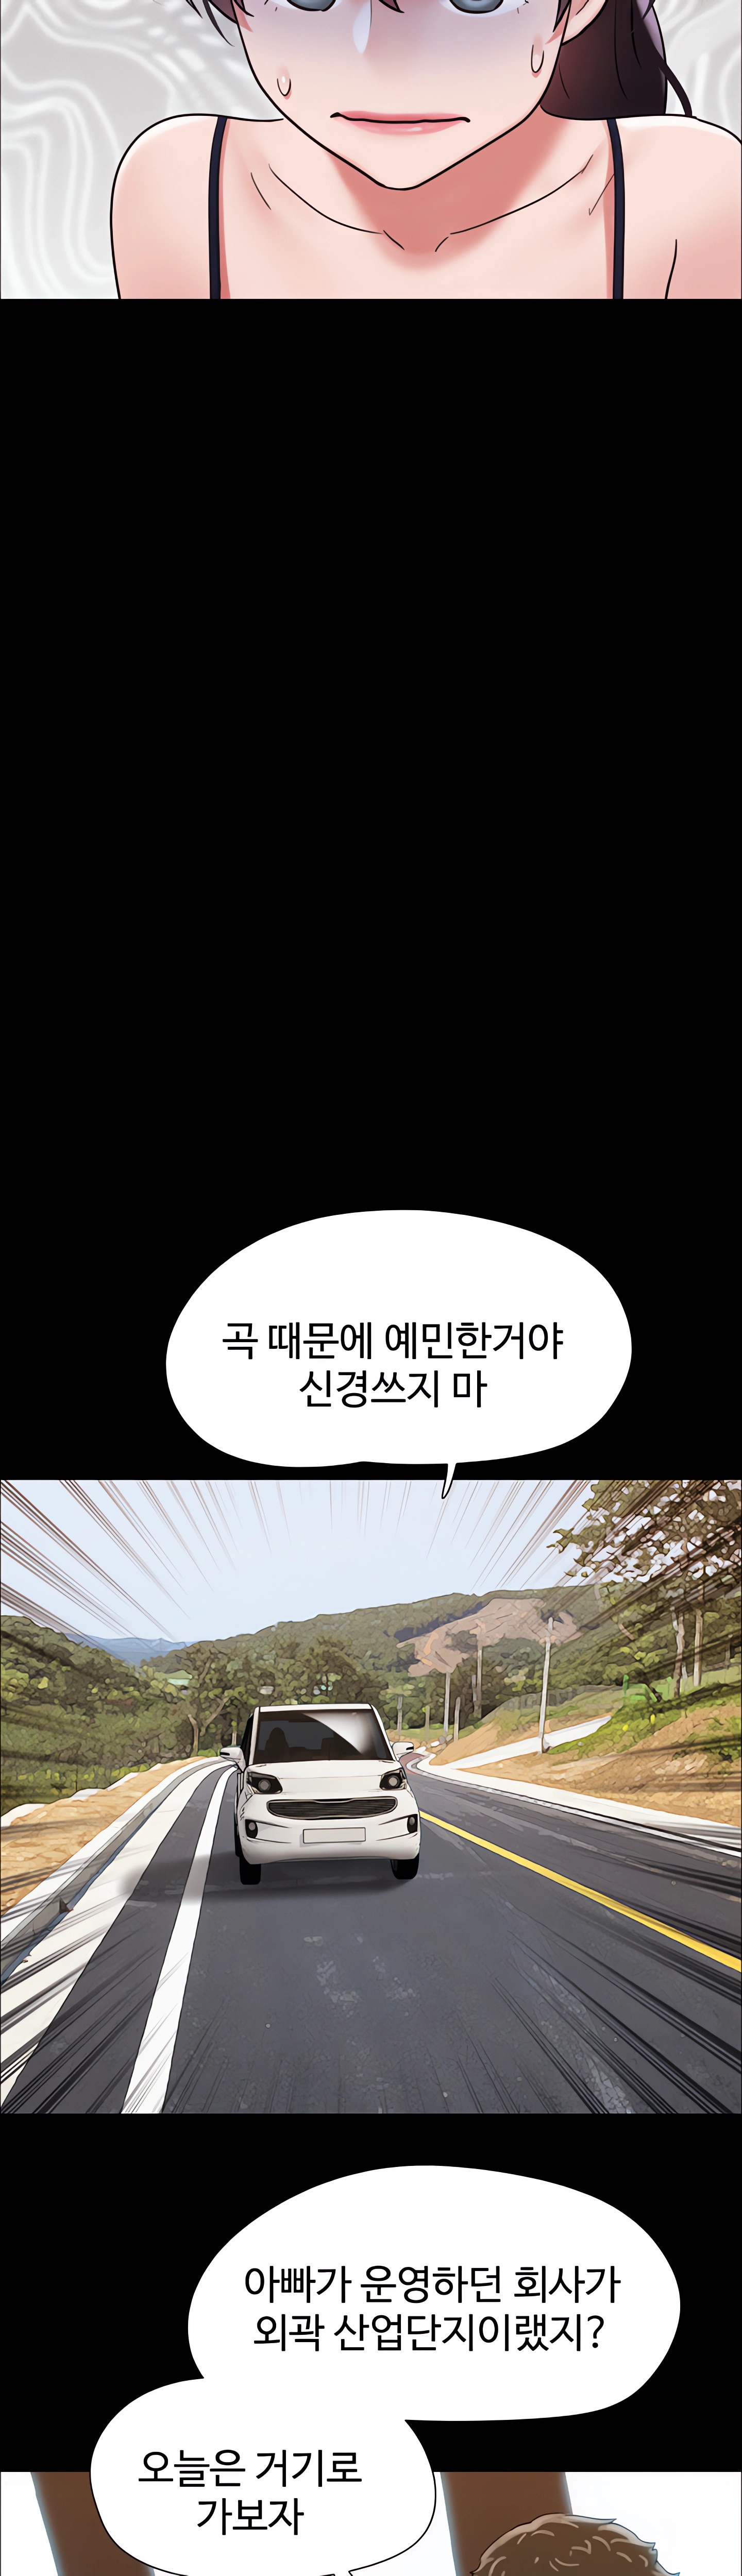 곡 때문에 예민한거야
신경쓰지 마
아빠가 운영하던 회사가
외곽 산업단지이랬지?
오늘은 거기로
가보자